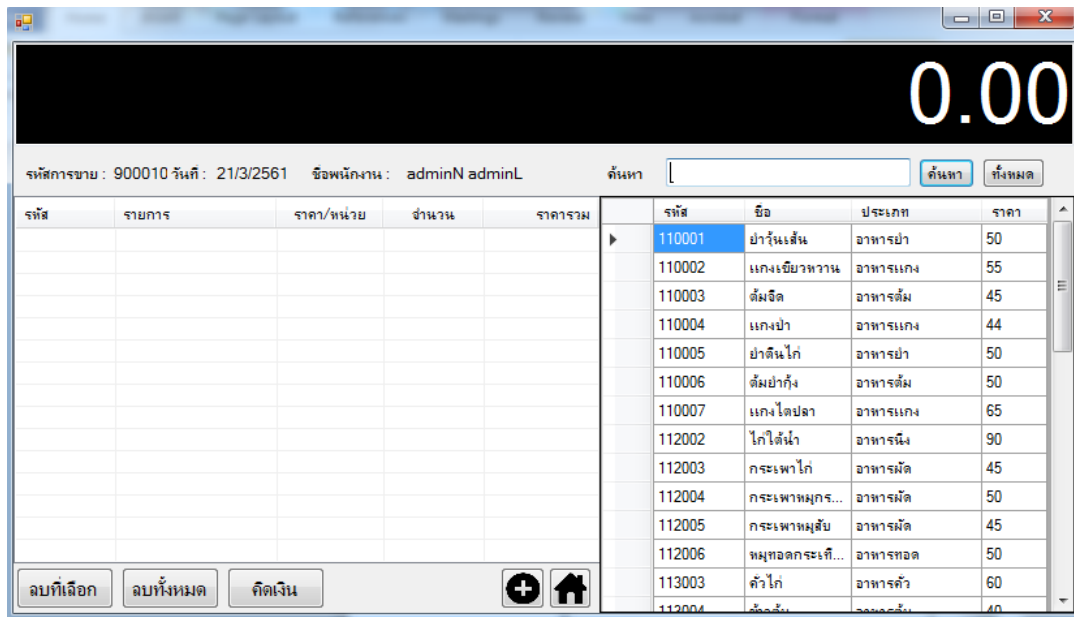 0.00
รหัสการขาย : 900010 วันที่ : 21/3/2561 ชื่อพนักงาน : adminN adminL ค้นหา ค้นหา ทั้งหมด
รหัส รายการ ราคา/หน่วย จำนวน ราคารวม
รหัส ชื่อ ประเภท ราคา
110001 ยำวุ้นเส้น อาหารยำ 50
110002 แกงเขียวหวาน อาหารแกง 55
110003 ต้มจืด อาหารต้ม 45
110004 แกงป่า อาหารแกง 44
110005 ยำตีนไก่ อาหารยำ 50
110006 ต้มยำกุ้ง อาหารต้ม 50
110007 แกงไตปลา อาหารแกง 65
112002 ไก่ใต้น้ำ อาหารนึ่ง 90
112003 กระเพาไก่ อาหารผัด 45
112004 กระเพาหมูกร... อาหารผัด 50
112005 กระเพาหมูสับ อาหารผัด 45
112006 หมูทอดกระเที... อาหารทอด 50
113003 คั่วไก่ อาหารคั่ว 60
113004 ข้าวต้ม อาหารต้ม 40
ลบที่เลือก ลบทั้งหมด คิดเงิน